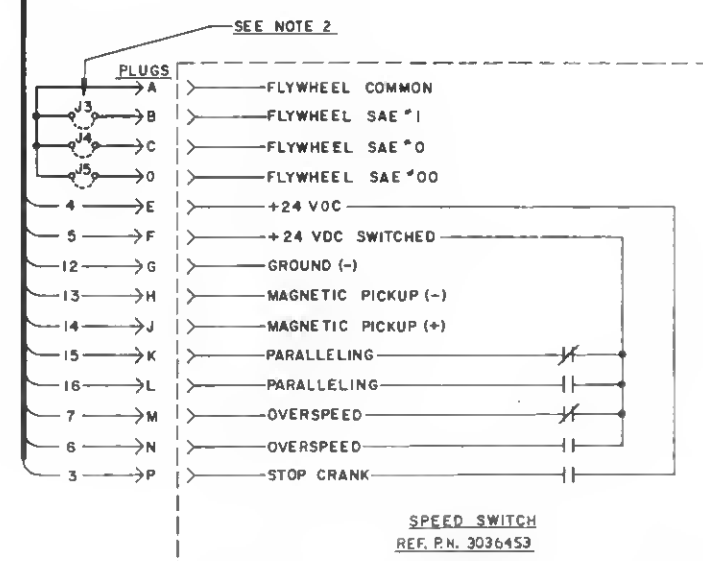 SEE NOTE 2
PLUGS
A FLYWHEEL COMMON
J3 B FLYWHEEL SAE #1
J4 C FLYWHEEL SAE #0
J5 D FLYWHEEL SAE #00
4 E +24 VDC
5 F +24 VDC SWITCHED
12 G GROUND (-)
13 H MAGNETIC PICKUP (-)
14 J MAGNETIC PICKUP (+)
15 K PARALLELING
16 L PARALLELING
7 M OVERSPEED
6 N OVERSPEED
3 P STOP CRANK
SPEED SWITCH
REF. P.N. 3036453